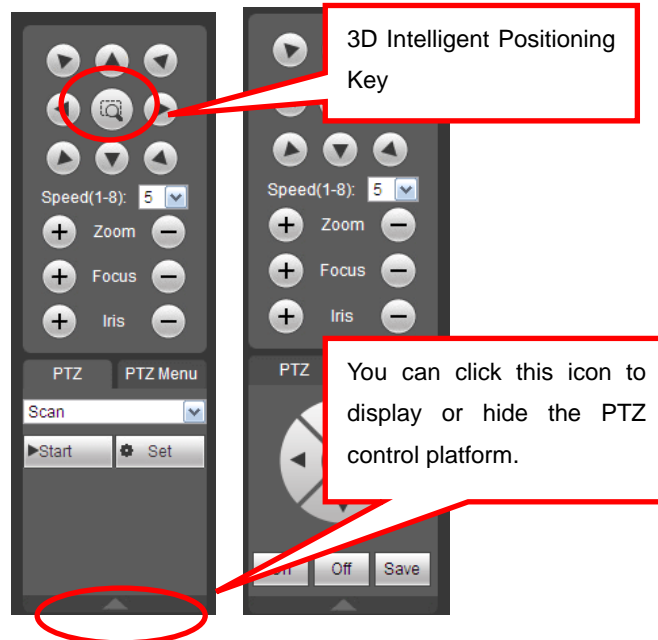 3D Intelligent Positioning
Key
Speed(1-8): 5
Zoom
Focus
Iris
PTZ PTZ Menu
Scan
Start Set
Speed(1-8): 5
Zoom
Focus
Iris
PTZ
You can click this icon to
display or hide the PTZ
control platform.
Off Save